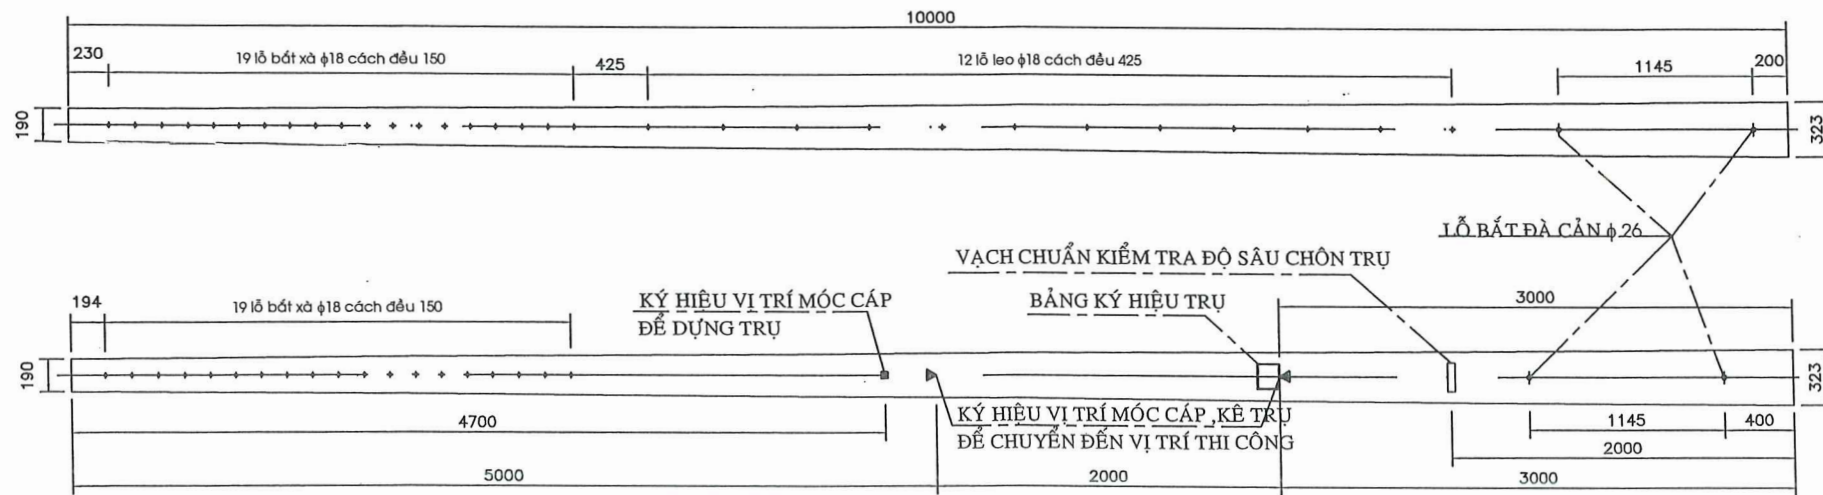 10000
230
19 lỗ bắt xà ϕ18 cách đều 150
425
12 lỗ leo ϕ18 cách đều 425
1145
200
190
323
LỖ BẮT ĐÀ CẢN ϕ 26
VẠCH CHUẨN KIỂM TRA ĐỘ SÂU CHÔN TRỤ
194
19 lỗ bắt xà ϕ18 cách đều 150
KÝ HIỆU VỊ TRÍ MÓC CÁP
ĐỂ DỰNG TRỤ
BẢNG KÝ HIỆU TRỤ
3000
190
323
KÝ HIỆU VỊ TRÍ MÓC CÁP ,KÊ TRỤ
ĐỂ CHUYỂN ĐẾN VỊ TRÍ THI CÔNG
4700
1145
400
2000
5000
2000
3000